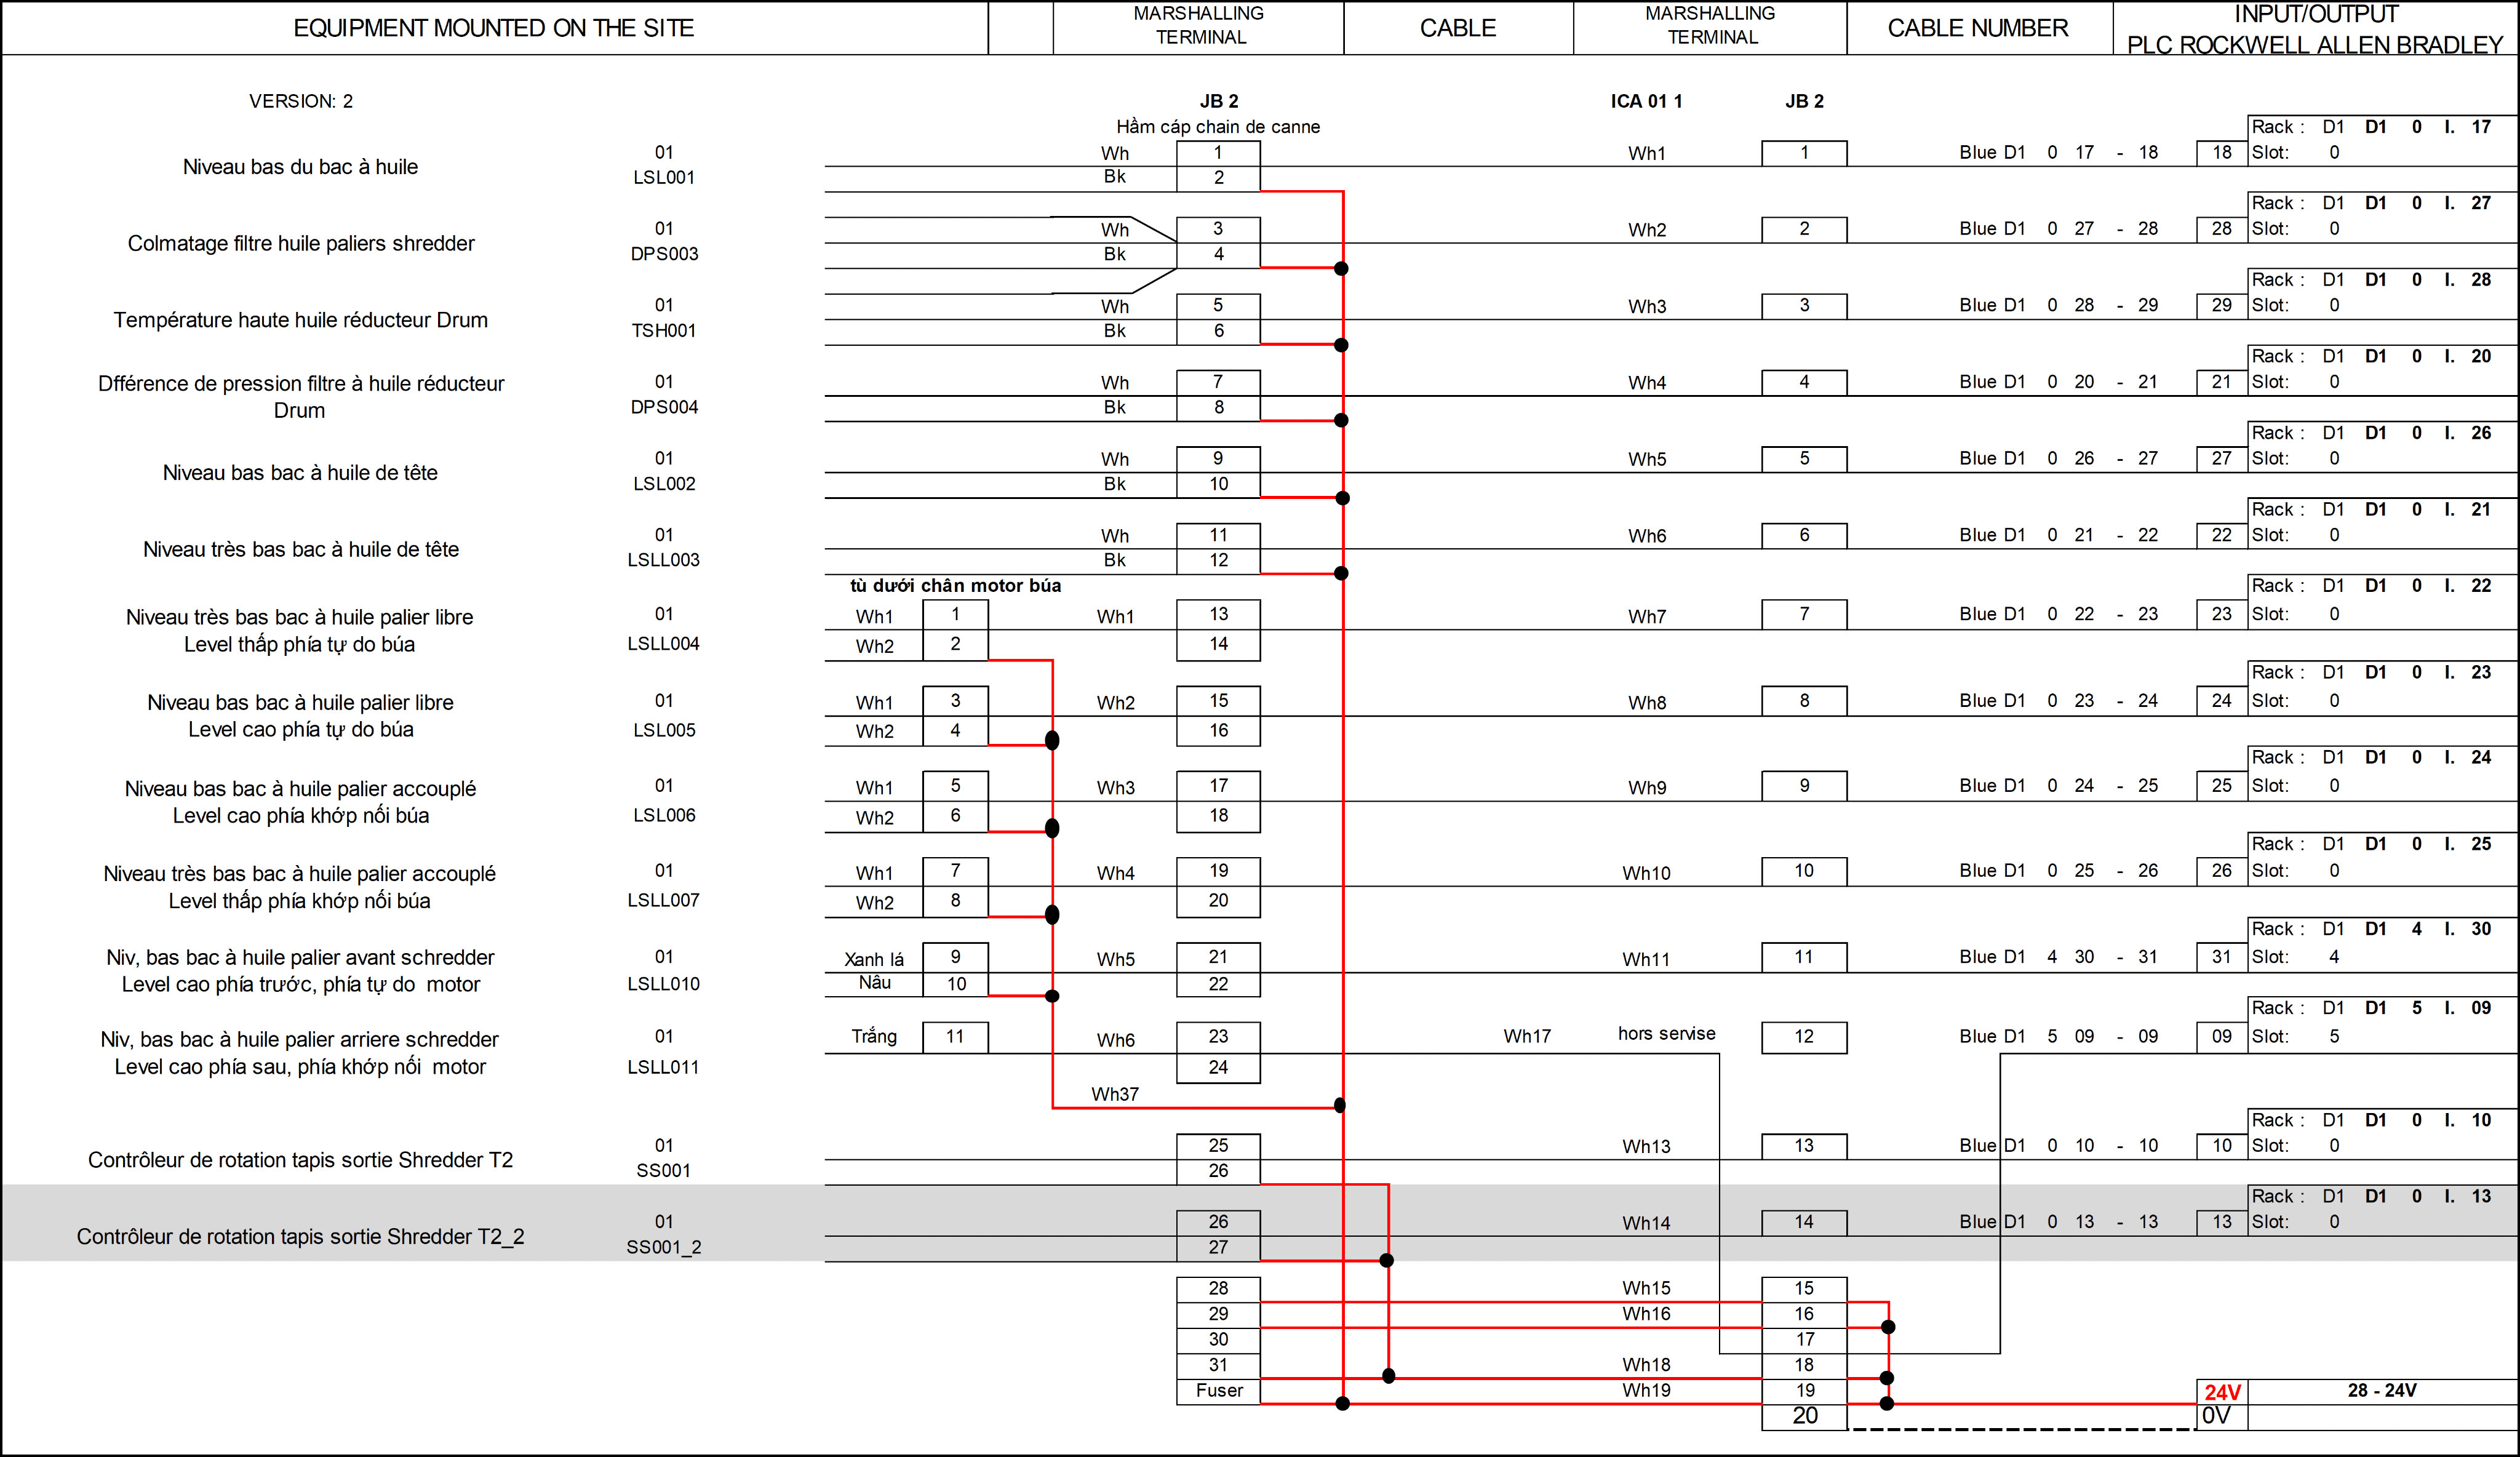 EQUIPMENT MOUNTED ON THE SITE
MARSHALLING
TERMINAL
CABLE
MARSHALLING
TERMINAL
CABLE NUMBER
INPUT/OUTPUT
PLC ROCKWELL ALLEN BRADLEY
VERSION: 2
JB 2
ICA 01 1
JB 2
Hầm cáp chain de canne
Rack : D1 D1 0 I. 17
Niveau bas du bac à huile
01
Wh 1 Wh1 1 Blue D1 0 17 - 18 18 Slot: 0
LSL001
Bk 2
Rack : D1 D1 0 I. 27
Colmatage filtre huile paliers shredder
01
Wh 3 Wh2 2 Blue D1 0 27 - 28 28 Slot: 0
DPS003
Bk 4
Rack : D1 D1 0 I. 28
Température haute huile réducteur Drum
01
Wh 5 Wh3 3 Blue D1 0 28 - 29 29 Slot: 0
TSH001
Bk 6
Rack : D1 D1 0 I. 20
Dfférence de pression filtre à huile réducteur
Drum
01
Wh 7 Wh4 4 Blue D1 0 20 - 21 21 Slot: 0
DPS004
Bk 8
Rack : D1 D1 0 I. 26
Niveau bas bac à huile de tête
01
Wh 9 Wh5 5 Blue D1 0 26 - 27 27 Slot: 0
LSL002
Bk 10
Rack : D1 D1 0 I. 21
Niveau très bas bac à huile de tête
01
Wh 11 Wh6 6 Blue D1 0 21 - 22 22 Slot: 0
LSLL003
Bk 12
tù dưới chân motor búa
Rack : D1 D1 0 I. 22
Niveau très bas bac à huile palier libre
Level thấp phía tự do búa
01
Wh1 1 Wh1 13 Wh7 7 Blue D1 0 22 - 23 23 Slot: 0
LSLL004
Wh2 2 14
Rack : D1 D1 0 I. 23
Niveau bas bac à huile palier libre
Level cao phía tự do búa
01
Wh1 3 Wh2 15 Wh8 8 Blue D1 0 23 - 24 24 Slot: 0
LSL005
Wh2 4 16
Rack : D1 D1 0 I. 24
Niveau bas bac à huile palier accouplé
Level cao phía khớp nối búa
01
Wh1 5 Wh3 17 Wh9 9 Blue D1 0 24 - 25 25 Slot: 0
LSL006
Wh2 6 18
Rack : D1 D1 0 I. 25
Niveau très bas bac à huile palier accouplé
Level thấp phía khớp nối búa
01
Wh1 7 Wh4 19 Wh10 10 Blue D1 0 25 - 26 26 Slot: 0
LSLL007
Wh2 8 20
Rack : D1 D1 4 I. 30
Niv, bas bac à huile palier avant schredder
Level cao phía trước, phía tự do motor
01
Xanh lá 9 Wh5 21 Wh11 11 Blue D1 4 30 - 31 31 Slot: 4
LSLL010
Nâu 10 22
Rack : D1 D1 5 I. 09
Niv, bas bac à huile palier arriere schredder
Level cao phía sau, phía khớp nối motor
01
Trắng 11 Wh6 23 Wh17 hors servise 12 Blue D1 5 09 - 09 09 Slot: 5
LSLL011
24
Wh37
Rack : D1 D1 0 I. 10
Contrôleur de rotation tapis sortie Shredder T2
01
25 Wh13 13 Blue D1 0 10 - 10 10 Slot: 0
SS001
26
Rack : D1 D1 0 I. 13
Contrôleur de rotation tapis sortie Shredder T2_2
01
26 Wh14 14 Blue D1 0 13 - 13 13 Slot: 0
SS001_2
27
28 Wh15 15
29 Wh16 16
30 17
31 Wh18 18
Fuser Wh19 19 24V 28 - 24V
20 0V